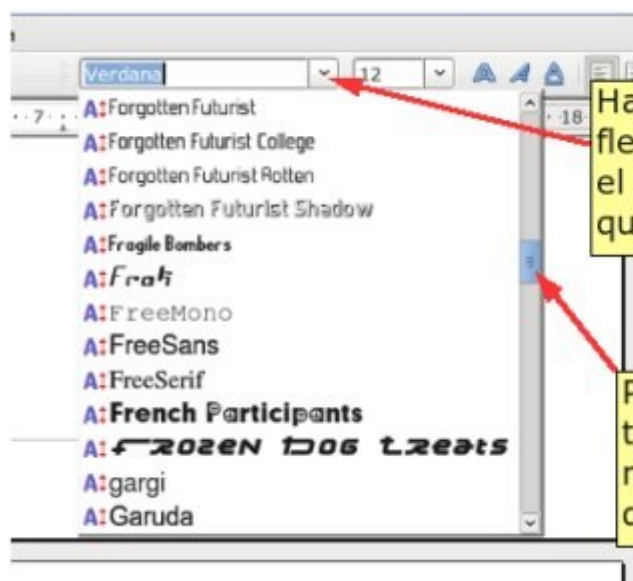 Verdana 12
7 18
Forgotten Futurist
Forgotten Futurist College
Forgotten Futurist Rotten
Forgotten Futurist Shadow
Fragile Bombers
Frak
FreeMono
FreeSans
FreeSerif
French Participants
FROZEN DOG TREATS
gargi
Garuda
Ha
fle
el
qu